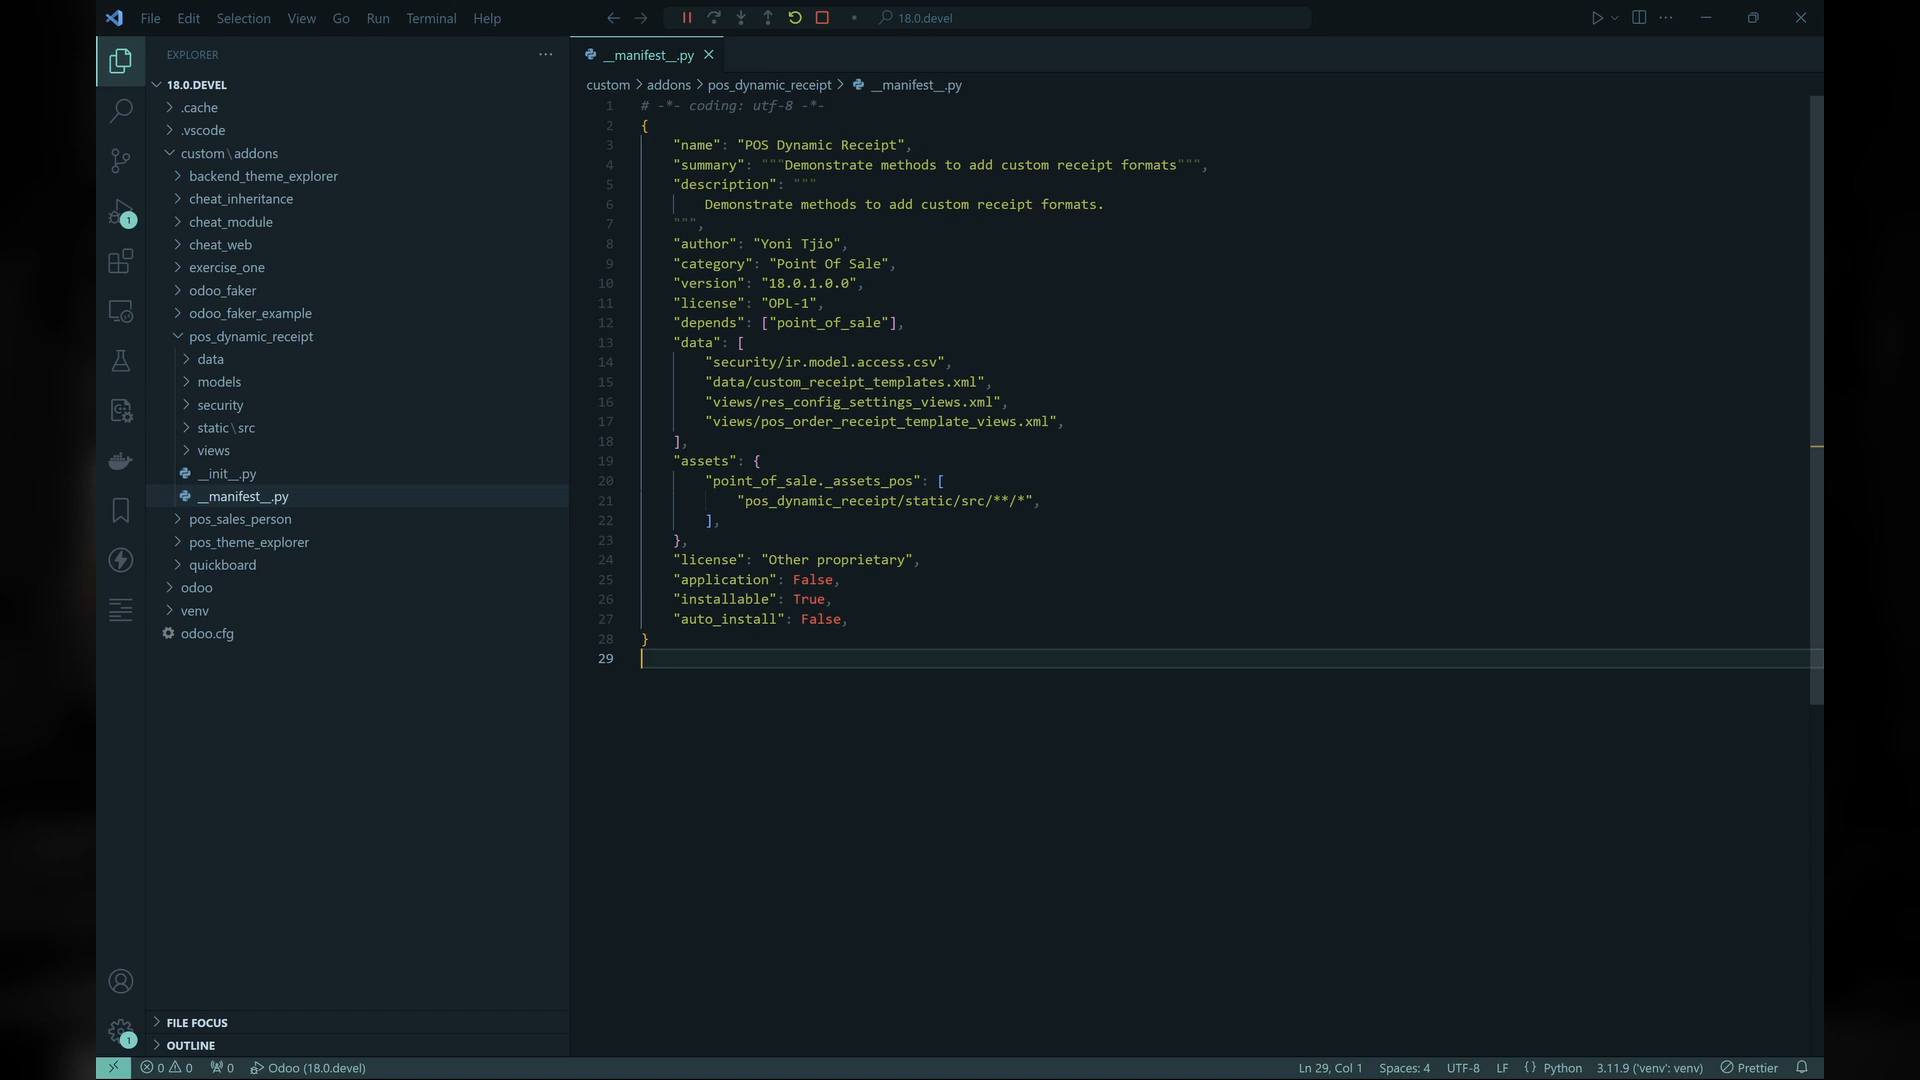 File Edit Selection View Go Run Terminal Help
18.0.devel
EXPLORER
18.0.DEVEL
.cache
.vscode
custom\addons
backend_theme_explorer
cheat_inheritance
cheat_module
cheat_web
exercise_one
odoo_faker
odoo_faker_example
pos_dynamic_receipt
data
models
security
static\src
views
__init__.py
__manifest__.py
pos_sales_person
pos_theme_explorer
quickboard
odoo
venv
odoo.cfg
FILE FOCUS
OUTLINE
1
1
__manifest__.py
custom > addons > pos_dynamic_receipt > __manifest__.py
1 # -*- coding: utf-8 -*-
2 {
3 "name": "POS Dynamic Receipt",
4 "summary": """Demonstrate methods to add custom receipt formats""",
5 "description": """
6 Demonstrate methods to add custom receipt formats.
7 """,
8 "author": "Yoni Tjio",
9 "category": "Point Of Sale",
10 "version": "18.0.1.0.0",
11 "license": "OPL-1",
12 "depends": ["point_of_sale"],
13 "data": [
14 "security/ir.model.access.csv",
15 "data/custom_receipt_templates.xml",
16 "views/res_config_settings_views.xml",
17 "views/pos_order_receipt_template_views.xml",
18 ],
19 "assets": {
20 "point_of_sale._assets_pos": [
21 "pos_dynamic_receipt/static/src/**/*",
22 ],
23 },
24 "license": "Other proprietary",
25 "application": False,
26 "installable": True,
27 "auto_install": False,
28 }
29
0 0 0 Odoo (18.0.devel) Ln 29, Col 1 Spaces: 4 UTF-8 LF {} Python 3.11.9 ('venv': venv) Prettier